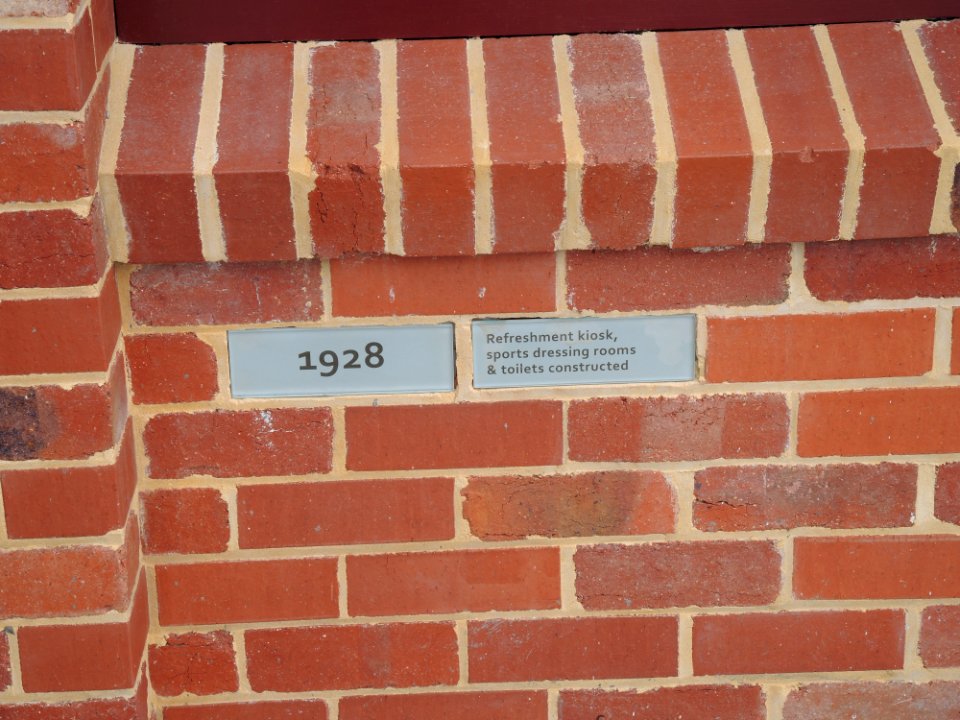 1928
Refreshment kiosk,
sports dressing rooms
& toilets constructed